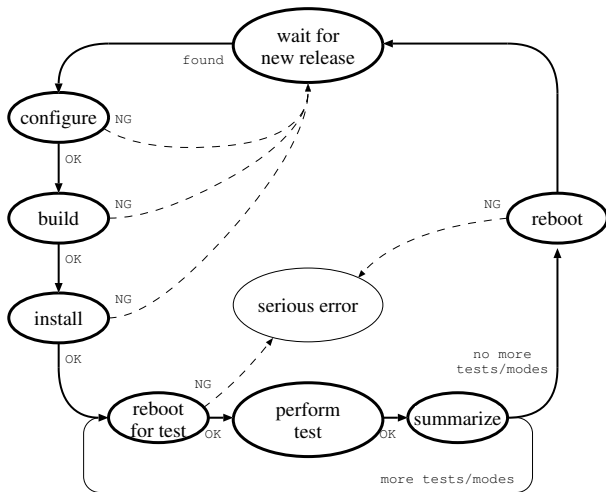 wait for
new release
found
configure
NG
OK
build
NG
reboot
NG
OK
install
NG
serious error
OK
no more
tests/modes
NG
reboot
for test
OK
perform
test
OK
summarize
more tests/modes